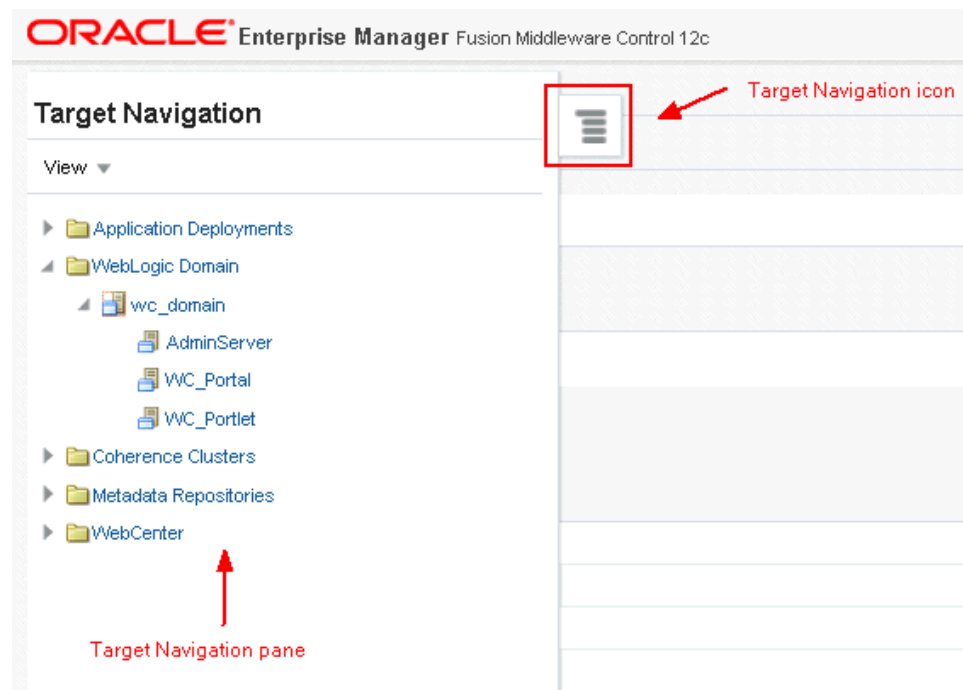 ORACLE Enterprise Manager Fusion Middleware Control 12c
Target Navigation icon
Target Navigation
View
Application Deployments
WebLogic Domain
wc_domain
AdminServer
WC_Portal
WC_Portlet
Coherence Clusters
Metadata Repositories
WebCenter
Target Navigation pane